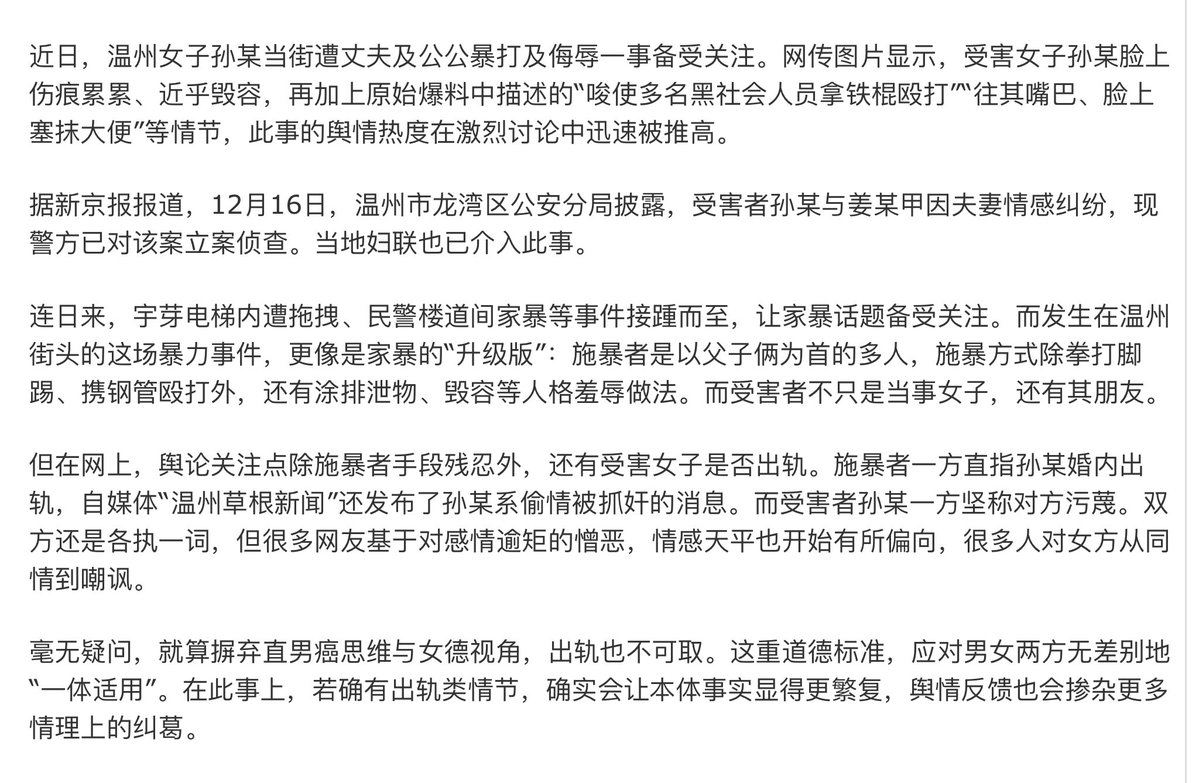 近日，温州女子孙某当街遭丈夫及公公暴打及侮辱一事备受关注。网传图片显示，受害女子孙某脸上
伤痕累累、近乎毁容，再加上原始爆料中描述的“唆使多名黑社会人员拿铁棍殴打”“往其嘴巴、脸上
塞抹大便”等情节，此事的舆情热度在激烈讨论中迅速被推高。
据新京报报道，12月16日，温州市龙湾区公安分局披露，受害者孙某与姜某甲因夫妻情感纠纷，现
警方已对该案立案侦查。当地妇联也已介入此事。
连日来，宇芽电梯内遭拖拽、民警楼道间家暴等事件接踵而至，让家暴话题备受关注。而发生在温州
街头的这场暴力事件，更像是家暴的“升级版”：施暴者是以父子俩为首的多人，施暴方式除拳打脚
踢、携钢管殴打外，还有涂排泄物、毁容等人格羞辱做法。而受害者不只是当事女子，还有其朋友。
但在网上，舆论关注点除施暴者手段残忍外，还有受害女子是否出轨。施暴者一方直指孙某婚内出
轨，自媒体“温州草根新闻”还发布了孙某系偷情被抓奸的消息。而受害者孙某一方坚称对方污蔑。双
方还是各执一词，但很多网友基于对感情逾矩的憎恶，情感天平也开始有所偏向，很多人对女方从同
情到嘲讽。
毫无疑问，就算摒弃直男癌思维与女德视角，出轨也不可取。这重道德标准，应对男女两方无差别地
“一体适用”。在此事上，若确有出轨类情节，确实会让本体事实显得更繁复，舆情反馈也会掺杂更多
情理上的纠葛。